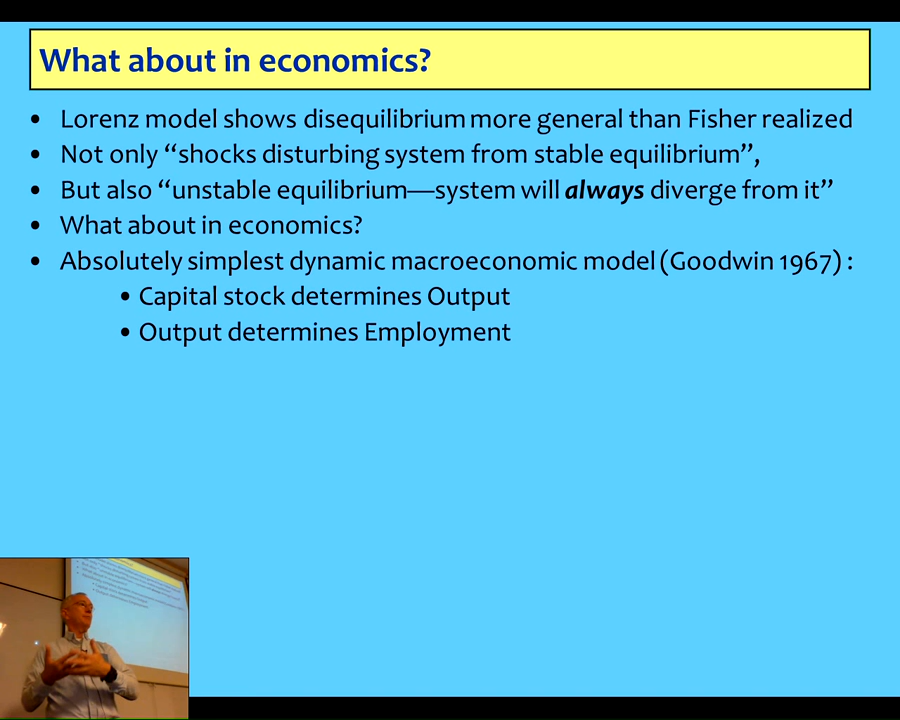 What about in economics?
• Lorenz model shows disequilibrium more general than Fisher realized
• Not only “shocks disturbing system from stable equilibrium”,
• But also “unstable equilibrium—system will always diverge from it”
• What about in economics?
• Absolutely simplest dynamic macroeconomic model (Goodwin 1967) :
• Capital stock determines Output
• Output determines Employment